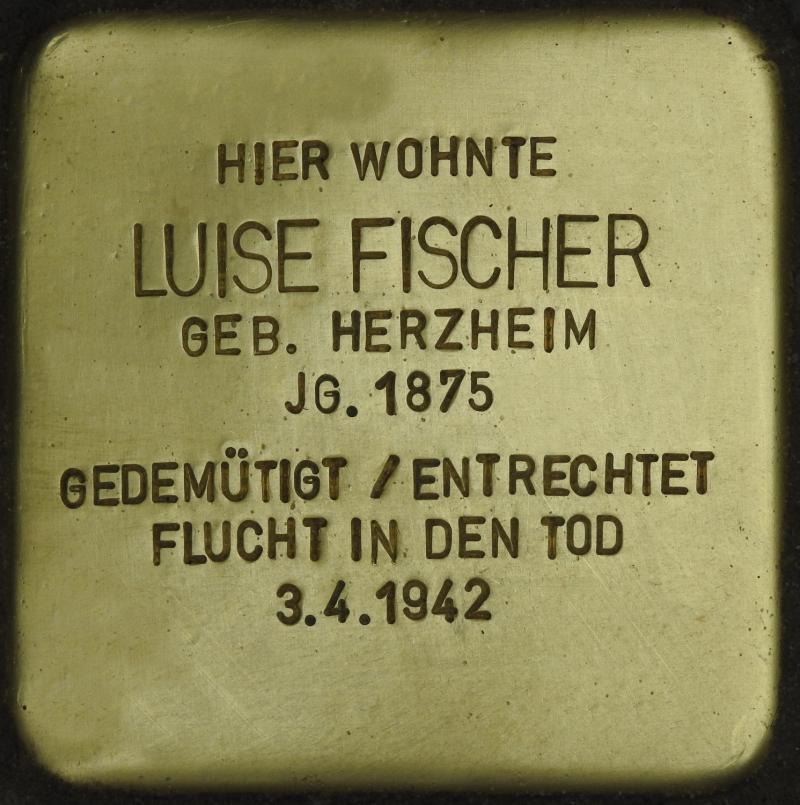 HIER WOHNTE
LUISE FISCHER
GEB. HERZHEIM
JG. 1875
GEDEMÜTIGT / ENTRECHTET
FLUCHT IN DEN TOD
3.4.1942